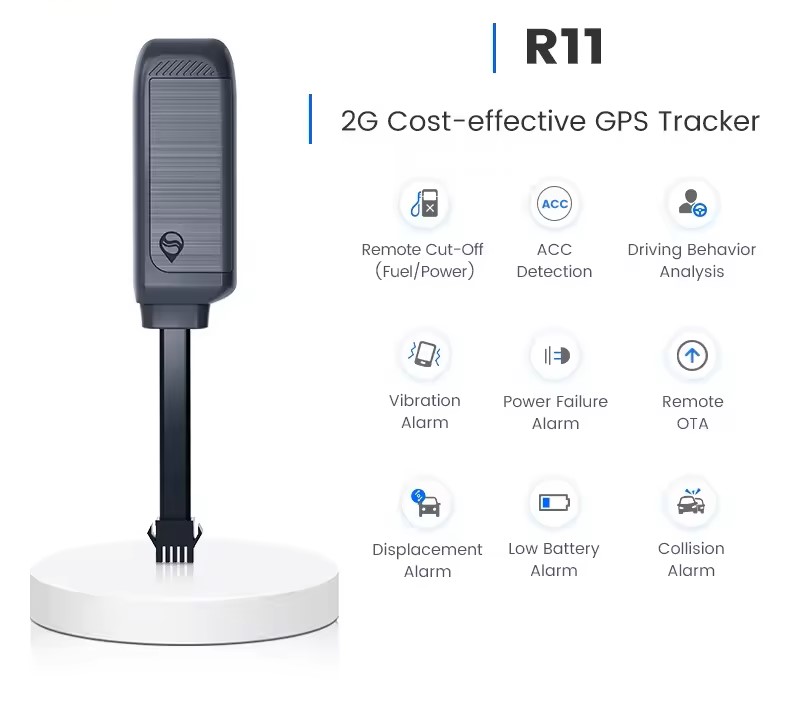 R11
2G Cost-effective GPS Tracker
Remote Cut-Off
(Fuel/Power)
ACC
ACC
Detection
Driving Behavior
Analysis
Vibration
Alarm
Power Failure
Alarm
Remote
OTA
Displacement
Alarm
Low Battery
Alarm
Collision
Alarm